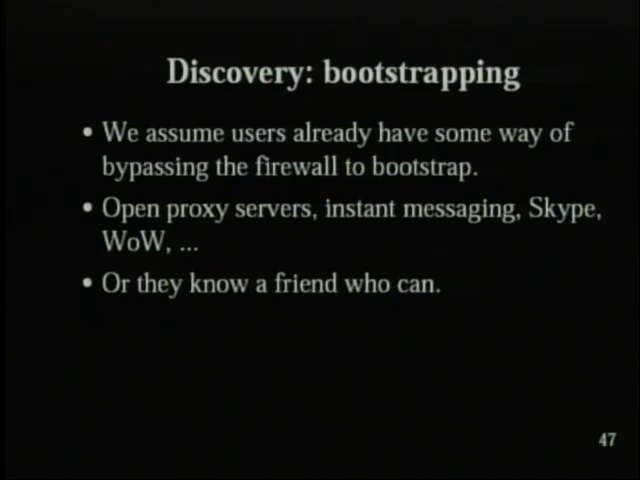 Discovery: bootstrapping
• We assume users already have some way of
bypassing the firewall to bootstrap.
• Open proxy servers, instant messaging, Skype,
WoW, ...
• Or they know a friend who can.
47